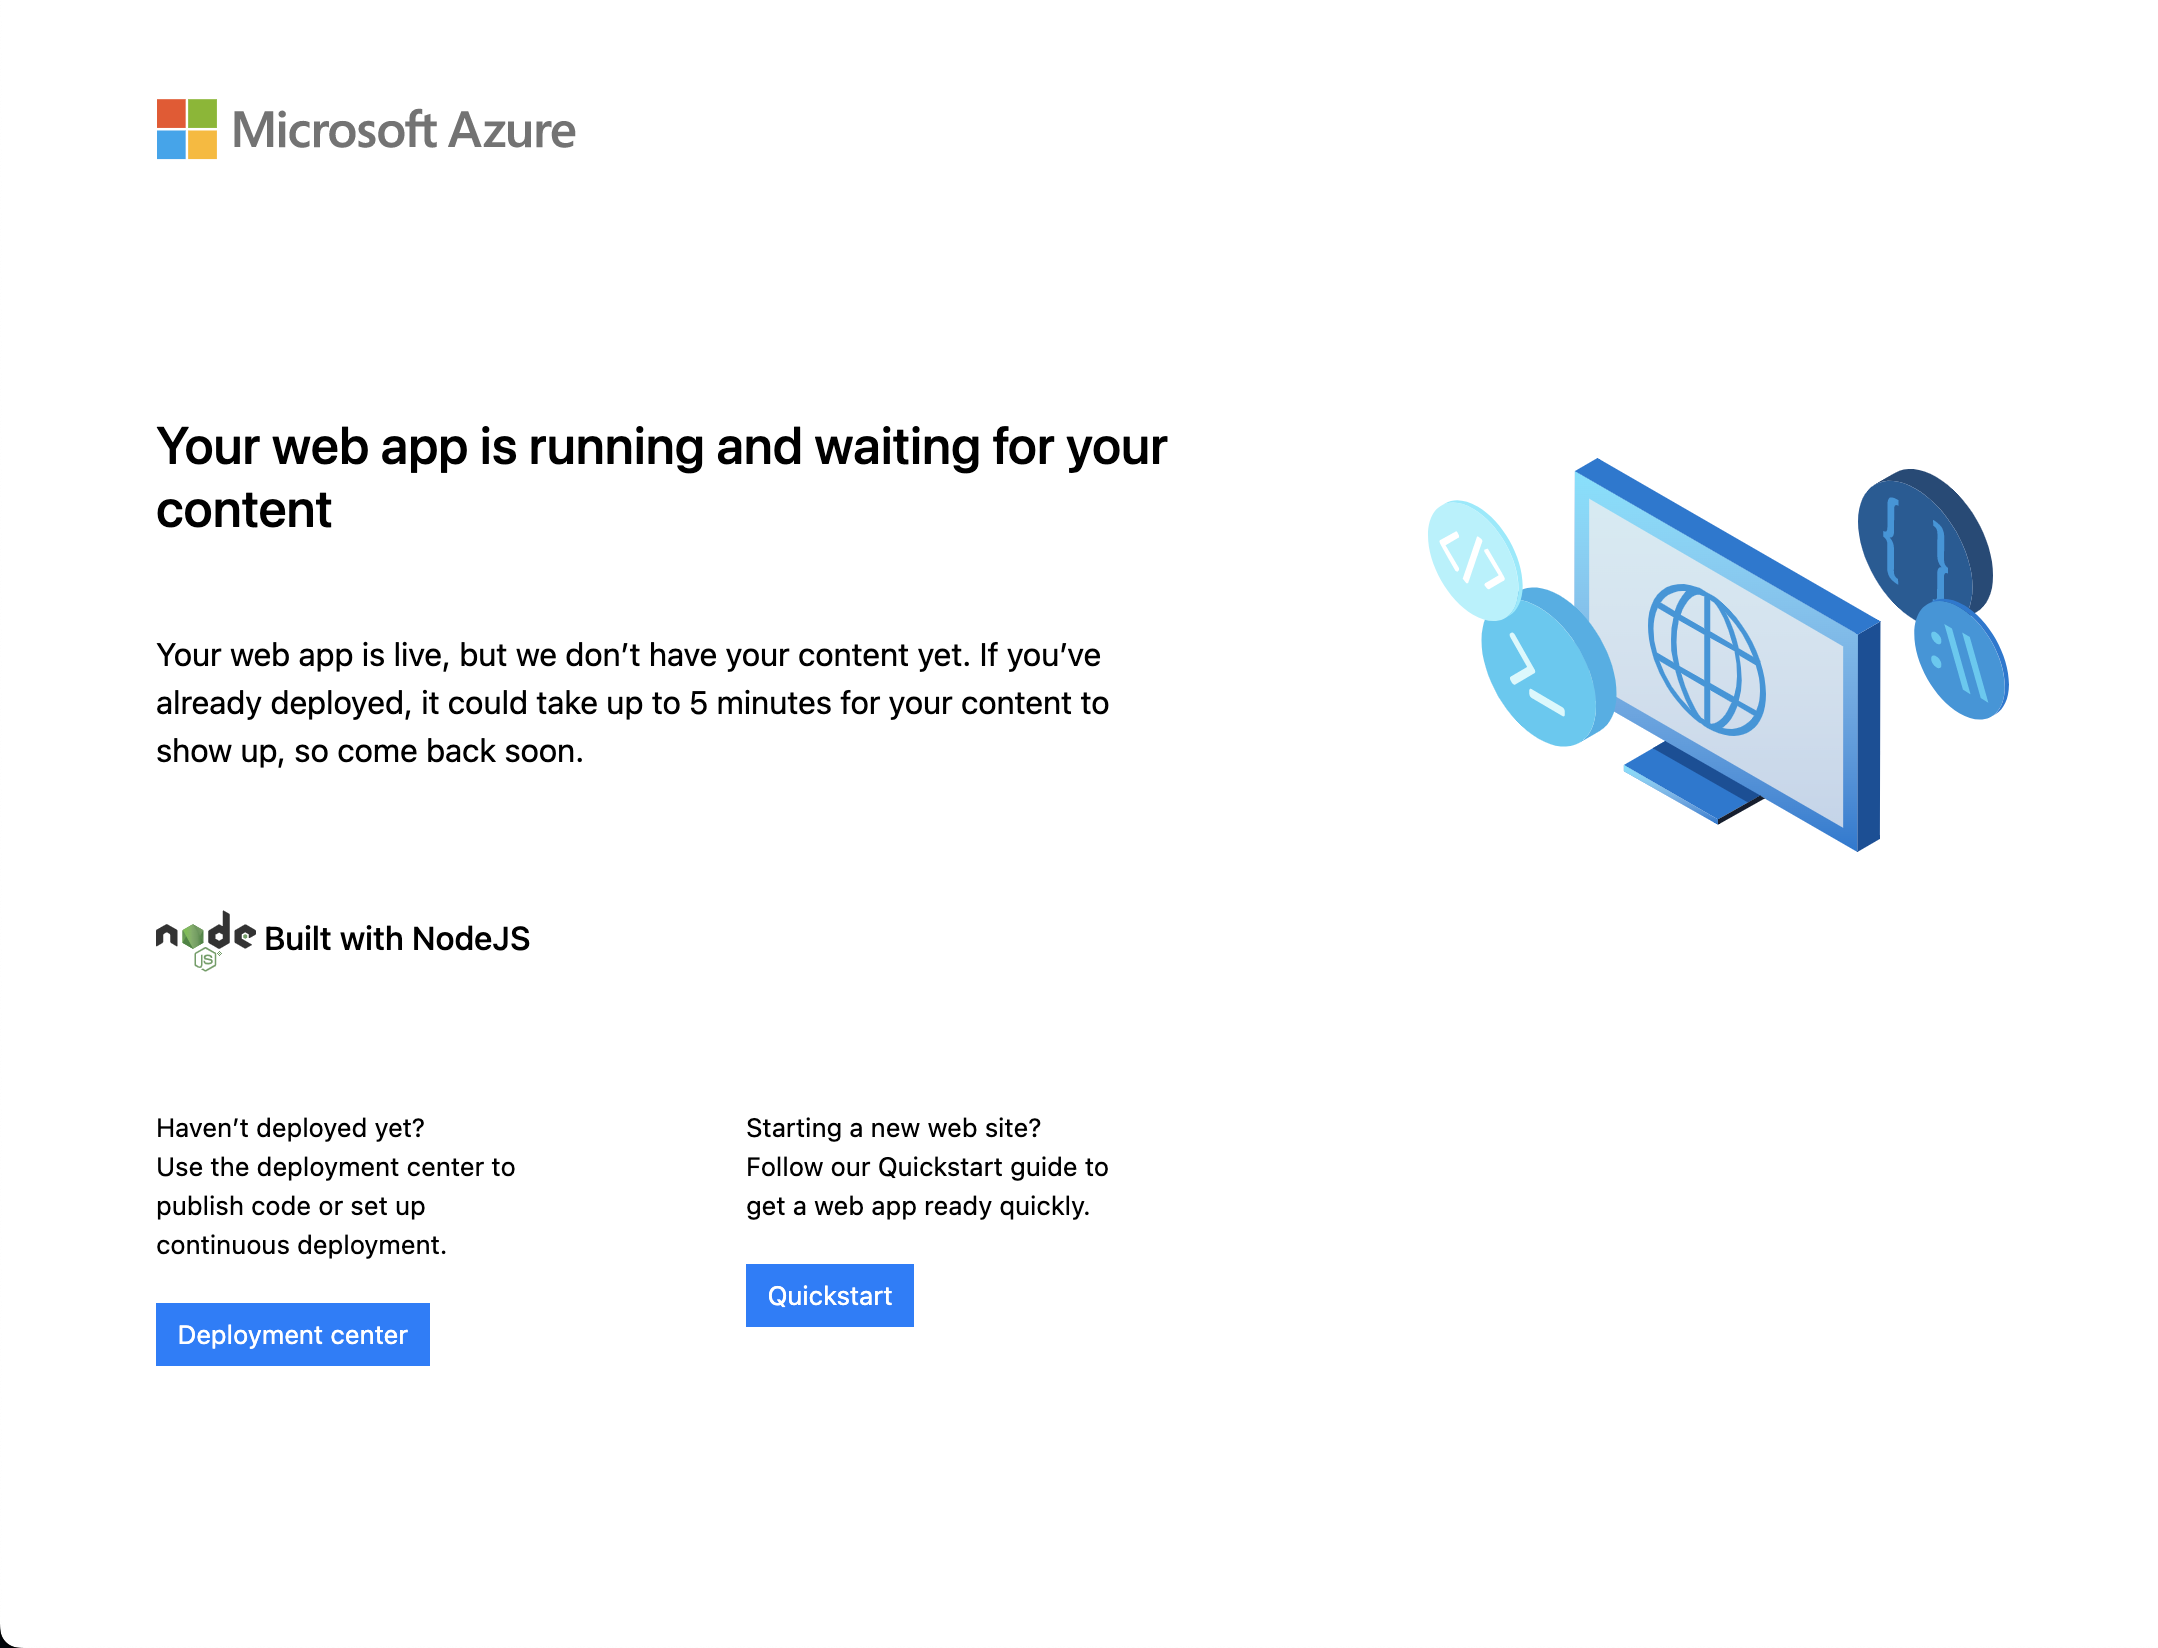 Microsoft Azure
Your web app is running and waiting for your
content
Your web app is live, but we don’t have your content yet. If you’ve
already deployed, it could take up to 5 minutes for your content to
show up, so come back soon.
node
JS
Built with NodeJS
Haven’t deployed yet?
Use the deployment center to
publish code or set up
continuous deployment.
Deployment center
Starting a new web site?
Follow our Quickstart guide to
get a web app ready quickly.
Quickstart